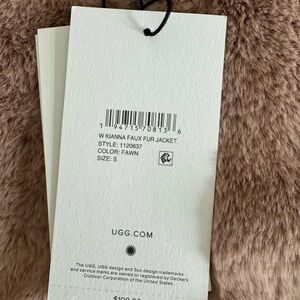 1 94715 70813 6
W KIANNA FAUX FUR JACKET
STYLE: 1120637
COLOR: FAWN
SIZE: S
UGG.COM
The UGG, UGG design and Sun design trademarks
and service marks are owned or registered by Deckers
Outdoor Corporation of the United States.